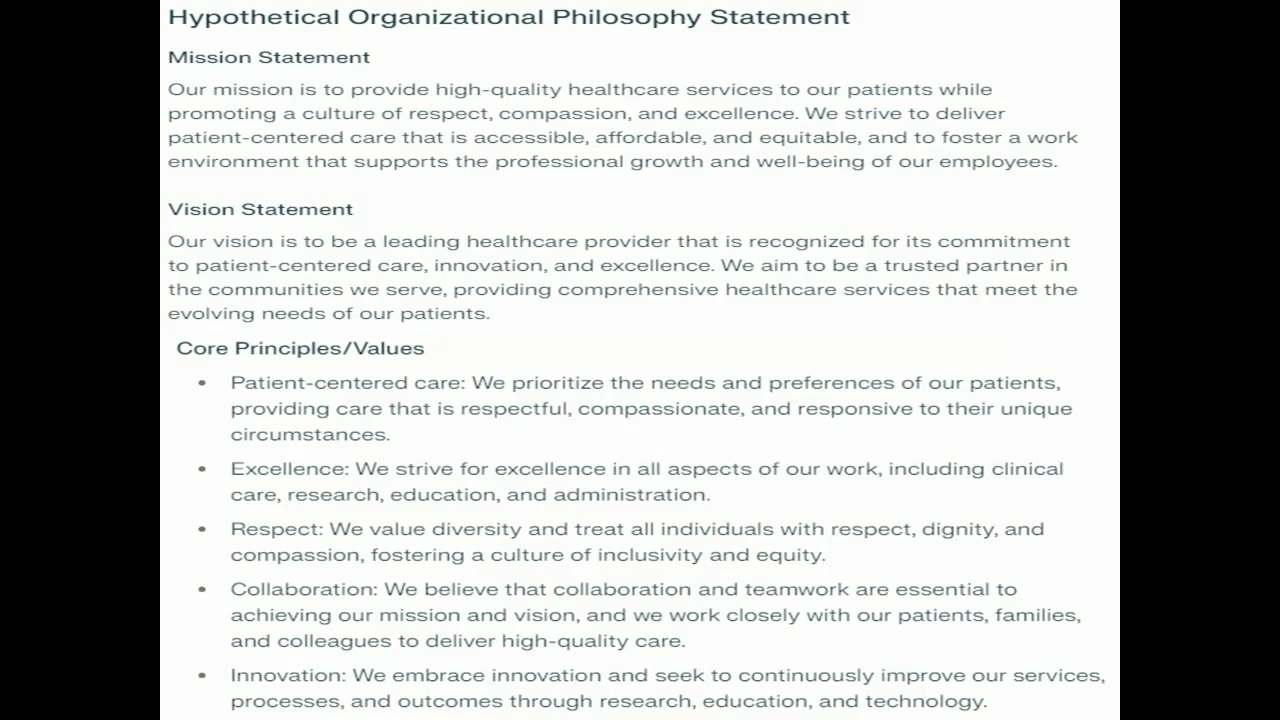 Hypothetical Organizational Philosophy Statement
Mission Statement
Our mission is to provide high-quality healthcare services to our patients while
promoting a culture of respect, compassion, and excellence. We strive to deliver
patient-centered care that is accessible, affordable, and equitable, and to foster a work
environment that supports the professional growth and well-being of our employees.
Vision Statement
Our vision is to be a leading healthcare provider that is recognized for its commitment
to patient-centered care, innovation, and excellence. We aim to be a trusted partner in
the communities we serve, providing comprehensive healthcare services that meet the
evolving needs of our patients.
Core Principles/Values
• Patient-centered care: We prioritize the needs and preferences of our patients,
providing care that is respectful, compassionate, and responsive to their unique
circumstances.
• Excellence: We strive for excellence in all aspects of our work, including clinical
care, research, education, and administration.
• Respect: We value diversity and treat all individuals with respect, dignity, and
compassion, fostering a culture of inclusivity and equity.
• Collaboration: We believe that collaboration and teamwork are essential to
achieving our mission and vision, and we work closely with our patients, families,
and colleagues to deliver high-quality care.
• Innovation: We embrace innovation and seek to continuously improve our services,
processes, and outcomes through research, education, and technology.